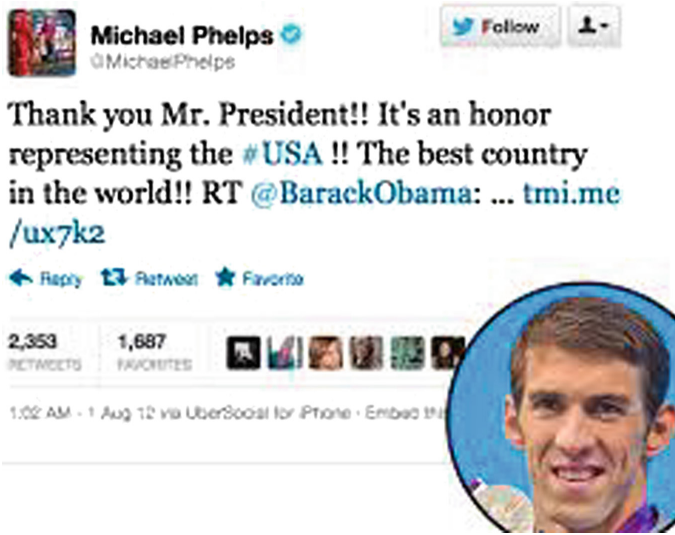 Michael Phelps
@MichaelPhelps
Follow
Thank you Mr. President!! It's an honor
representing the #USA !! The best country
in the world!! RT @BarackObama: ... tmi.me
/ux7k2
Reply Retweet Favorite
2,353 1,687
RETWEETS FAVORITES
1:02 AM - 1 Aug 12 via UberSocial for iPhone · Embed this